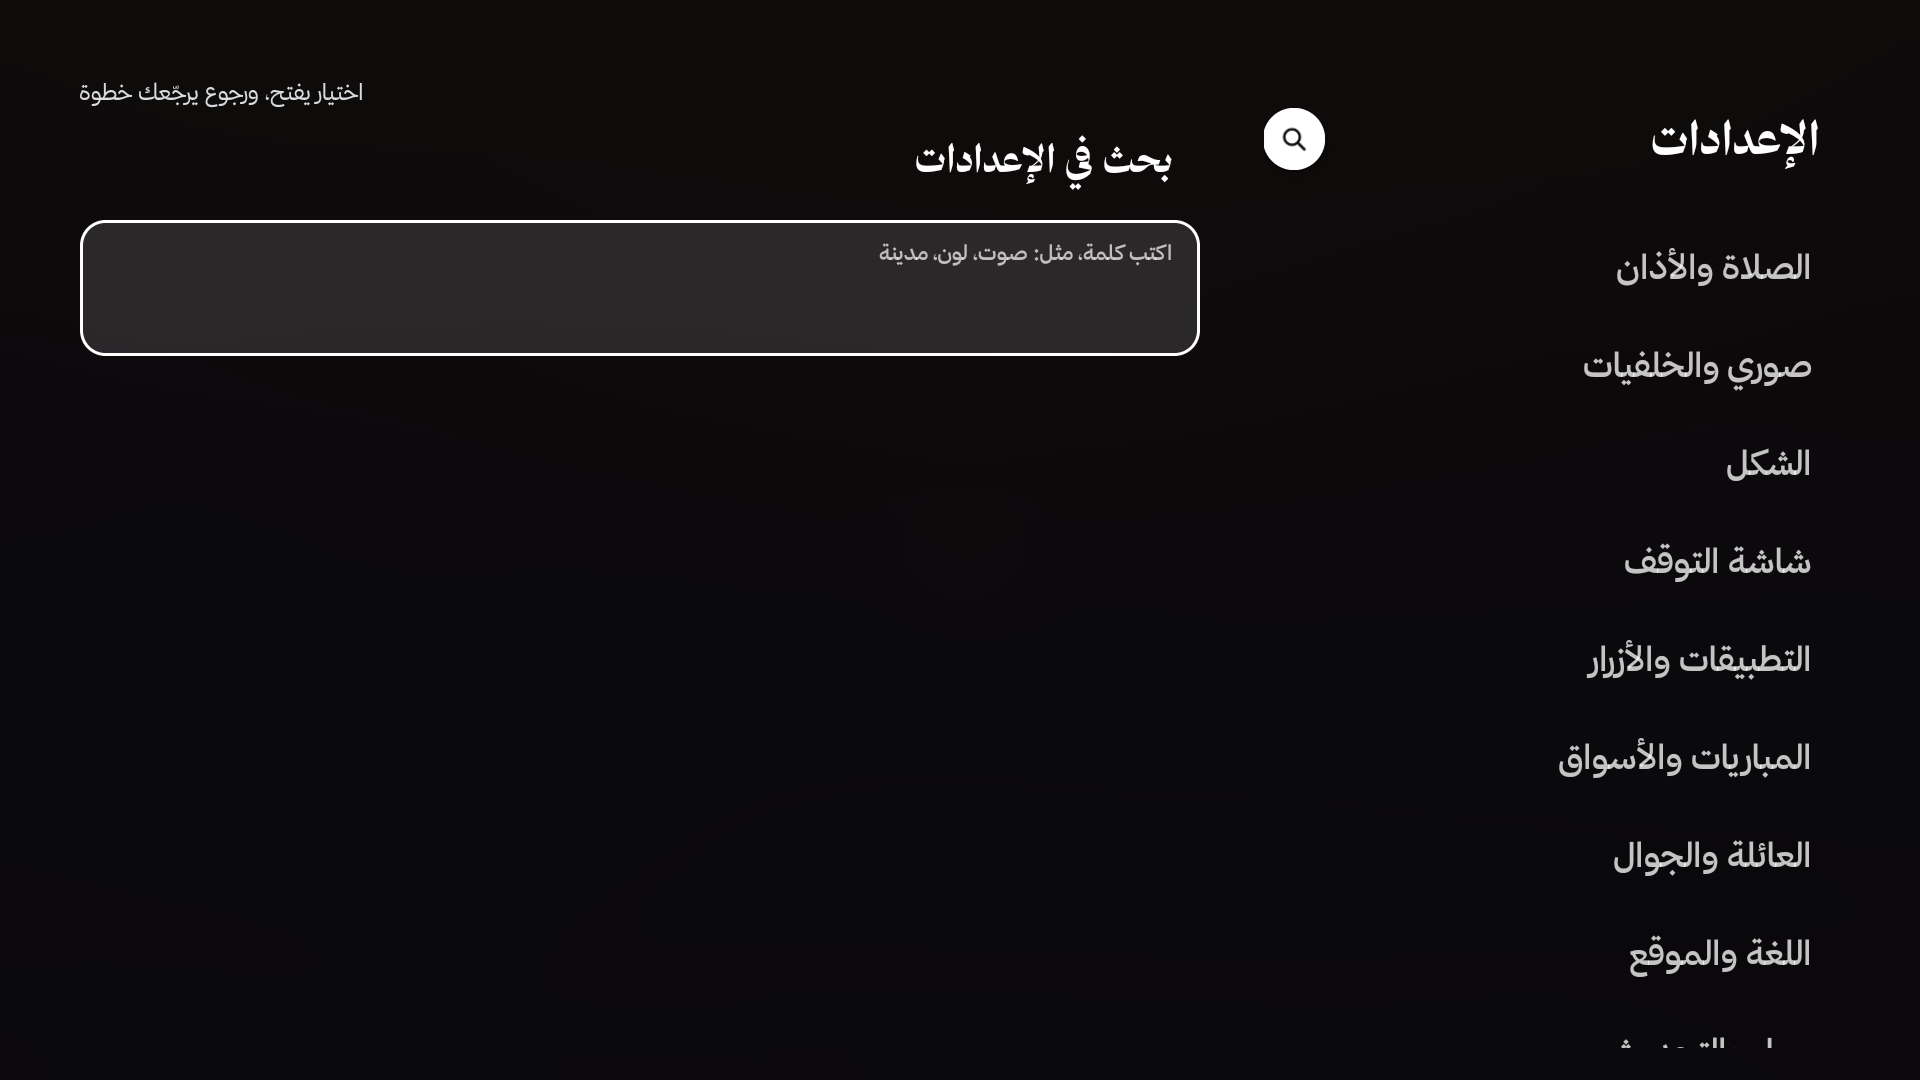 الإعدادات
الصلاة والأذان
صوري والخلفيات
الشكل
شاشة التوقف
التطبيقات والأزرار
المباريات والأسواق
العائلة والجوال
اللغة والموقع
اختيار يفتح، ورجوع يرجّعك خطوة
بحث في الإعدادات
اكتب كلمة، مثل: صوت، لون، مدينة